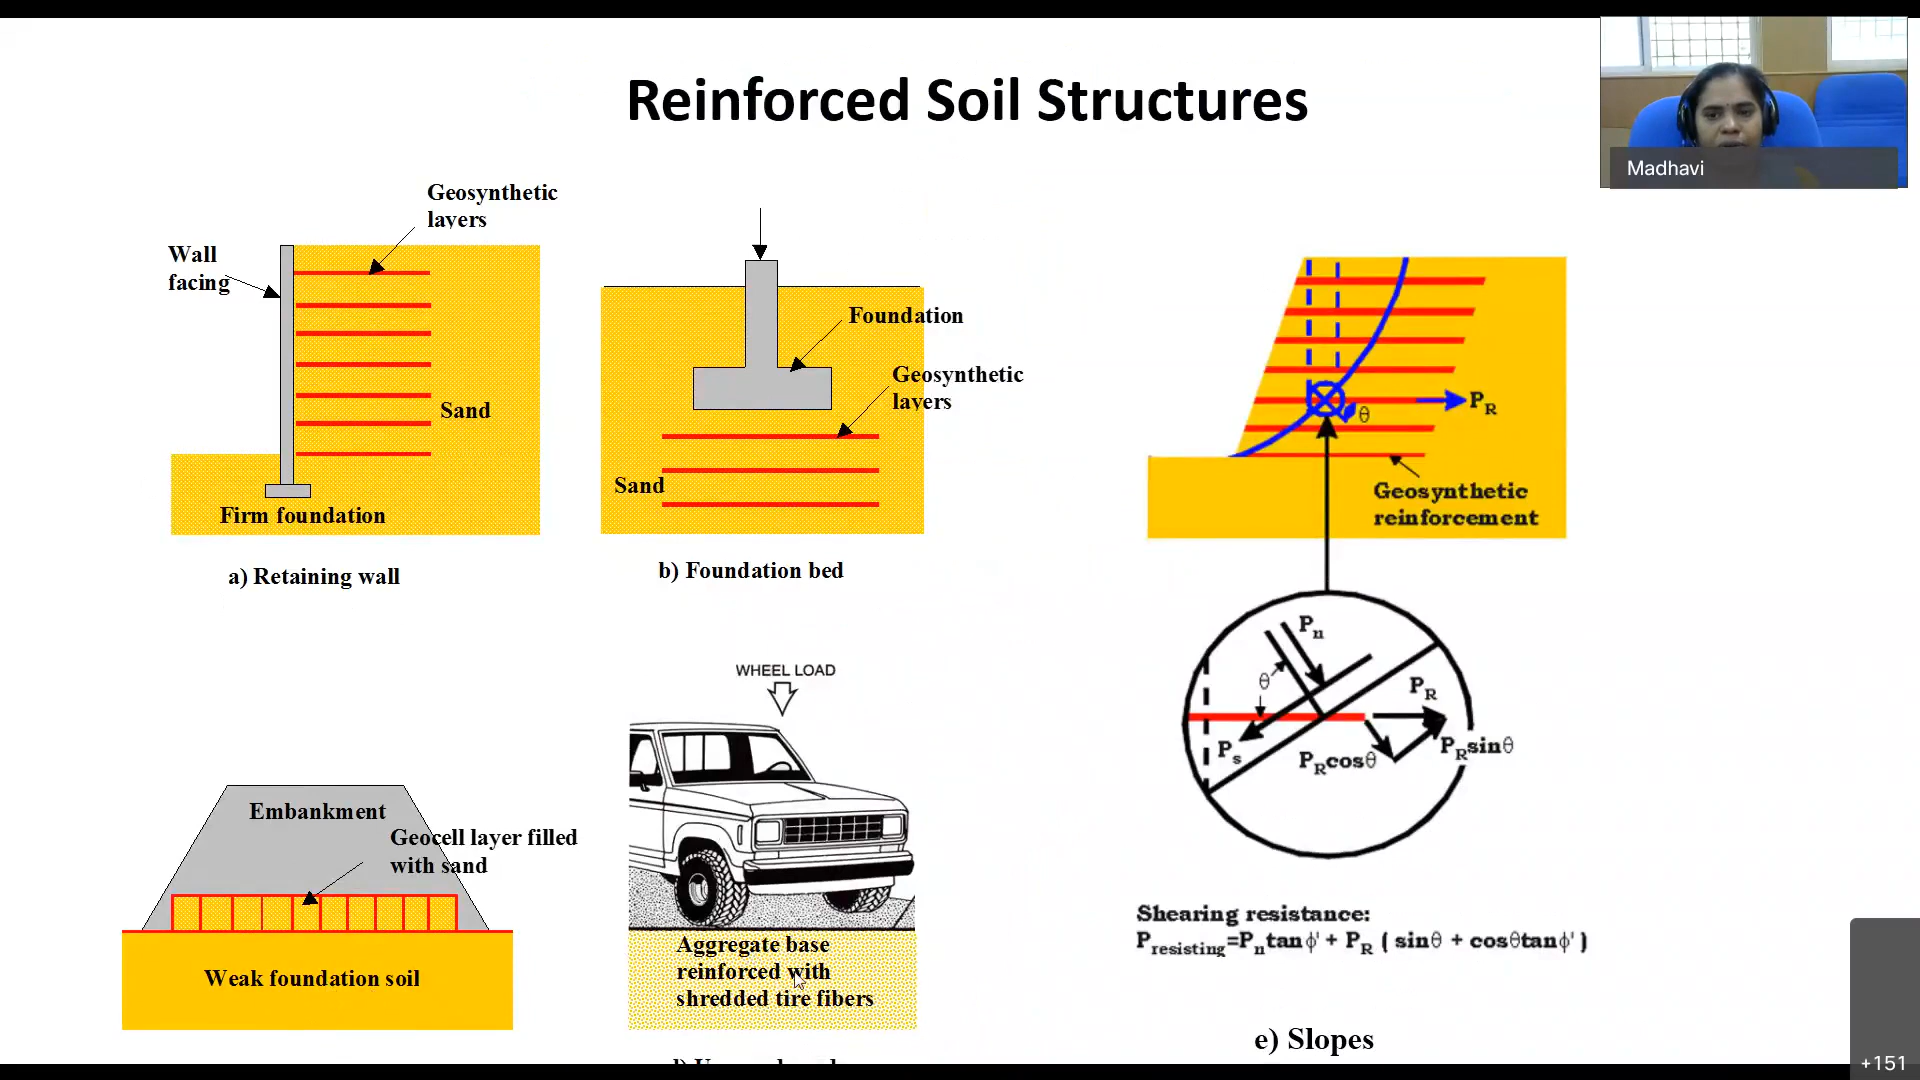 Reinforced Soil Structures
Madhavi
Geosynthetic
layers
Wall
facing
Sand
Firm foundation
a) Retaining wall
Foundation
Geosynthetic
layers
Sand
b) Foundation bed
P_R
θ
Geosynthetic
reinforcement
P_n
θ
P_R
P_s
P_Rcosθ
P_Rsinθ
Shearing resistance:
P_resisting=P_n tanϕ' + P_R ( sinθ + cosθtanϕ' )
e) Slopes
Embankment
Geocell layer filled
with sand
Weak foundation soil
WHEEL LOAD
Aggregate base
reinforced with
shredded tire fibers
+151